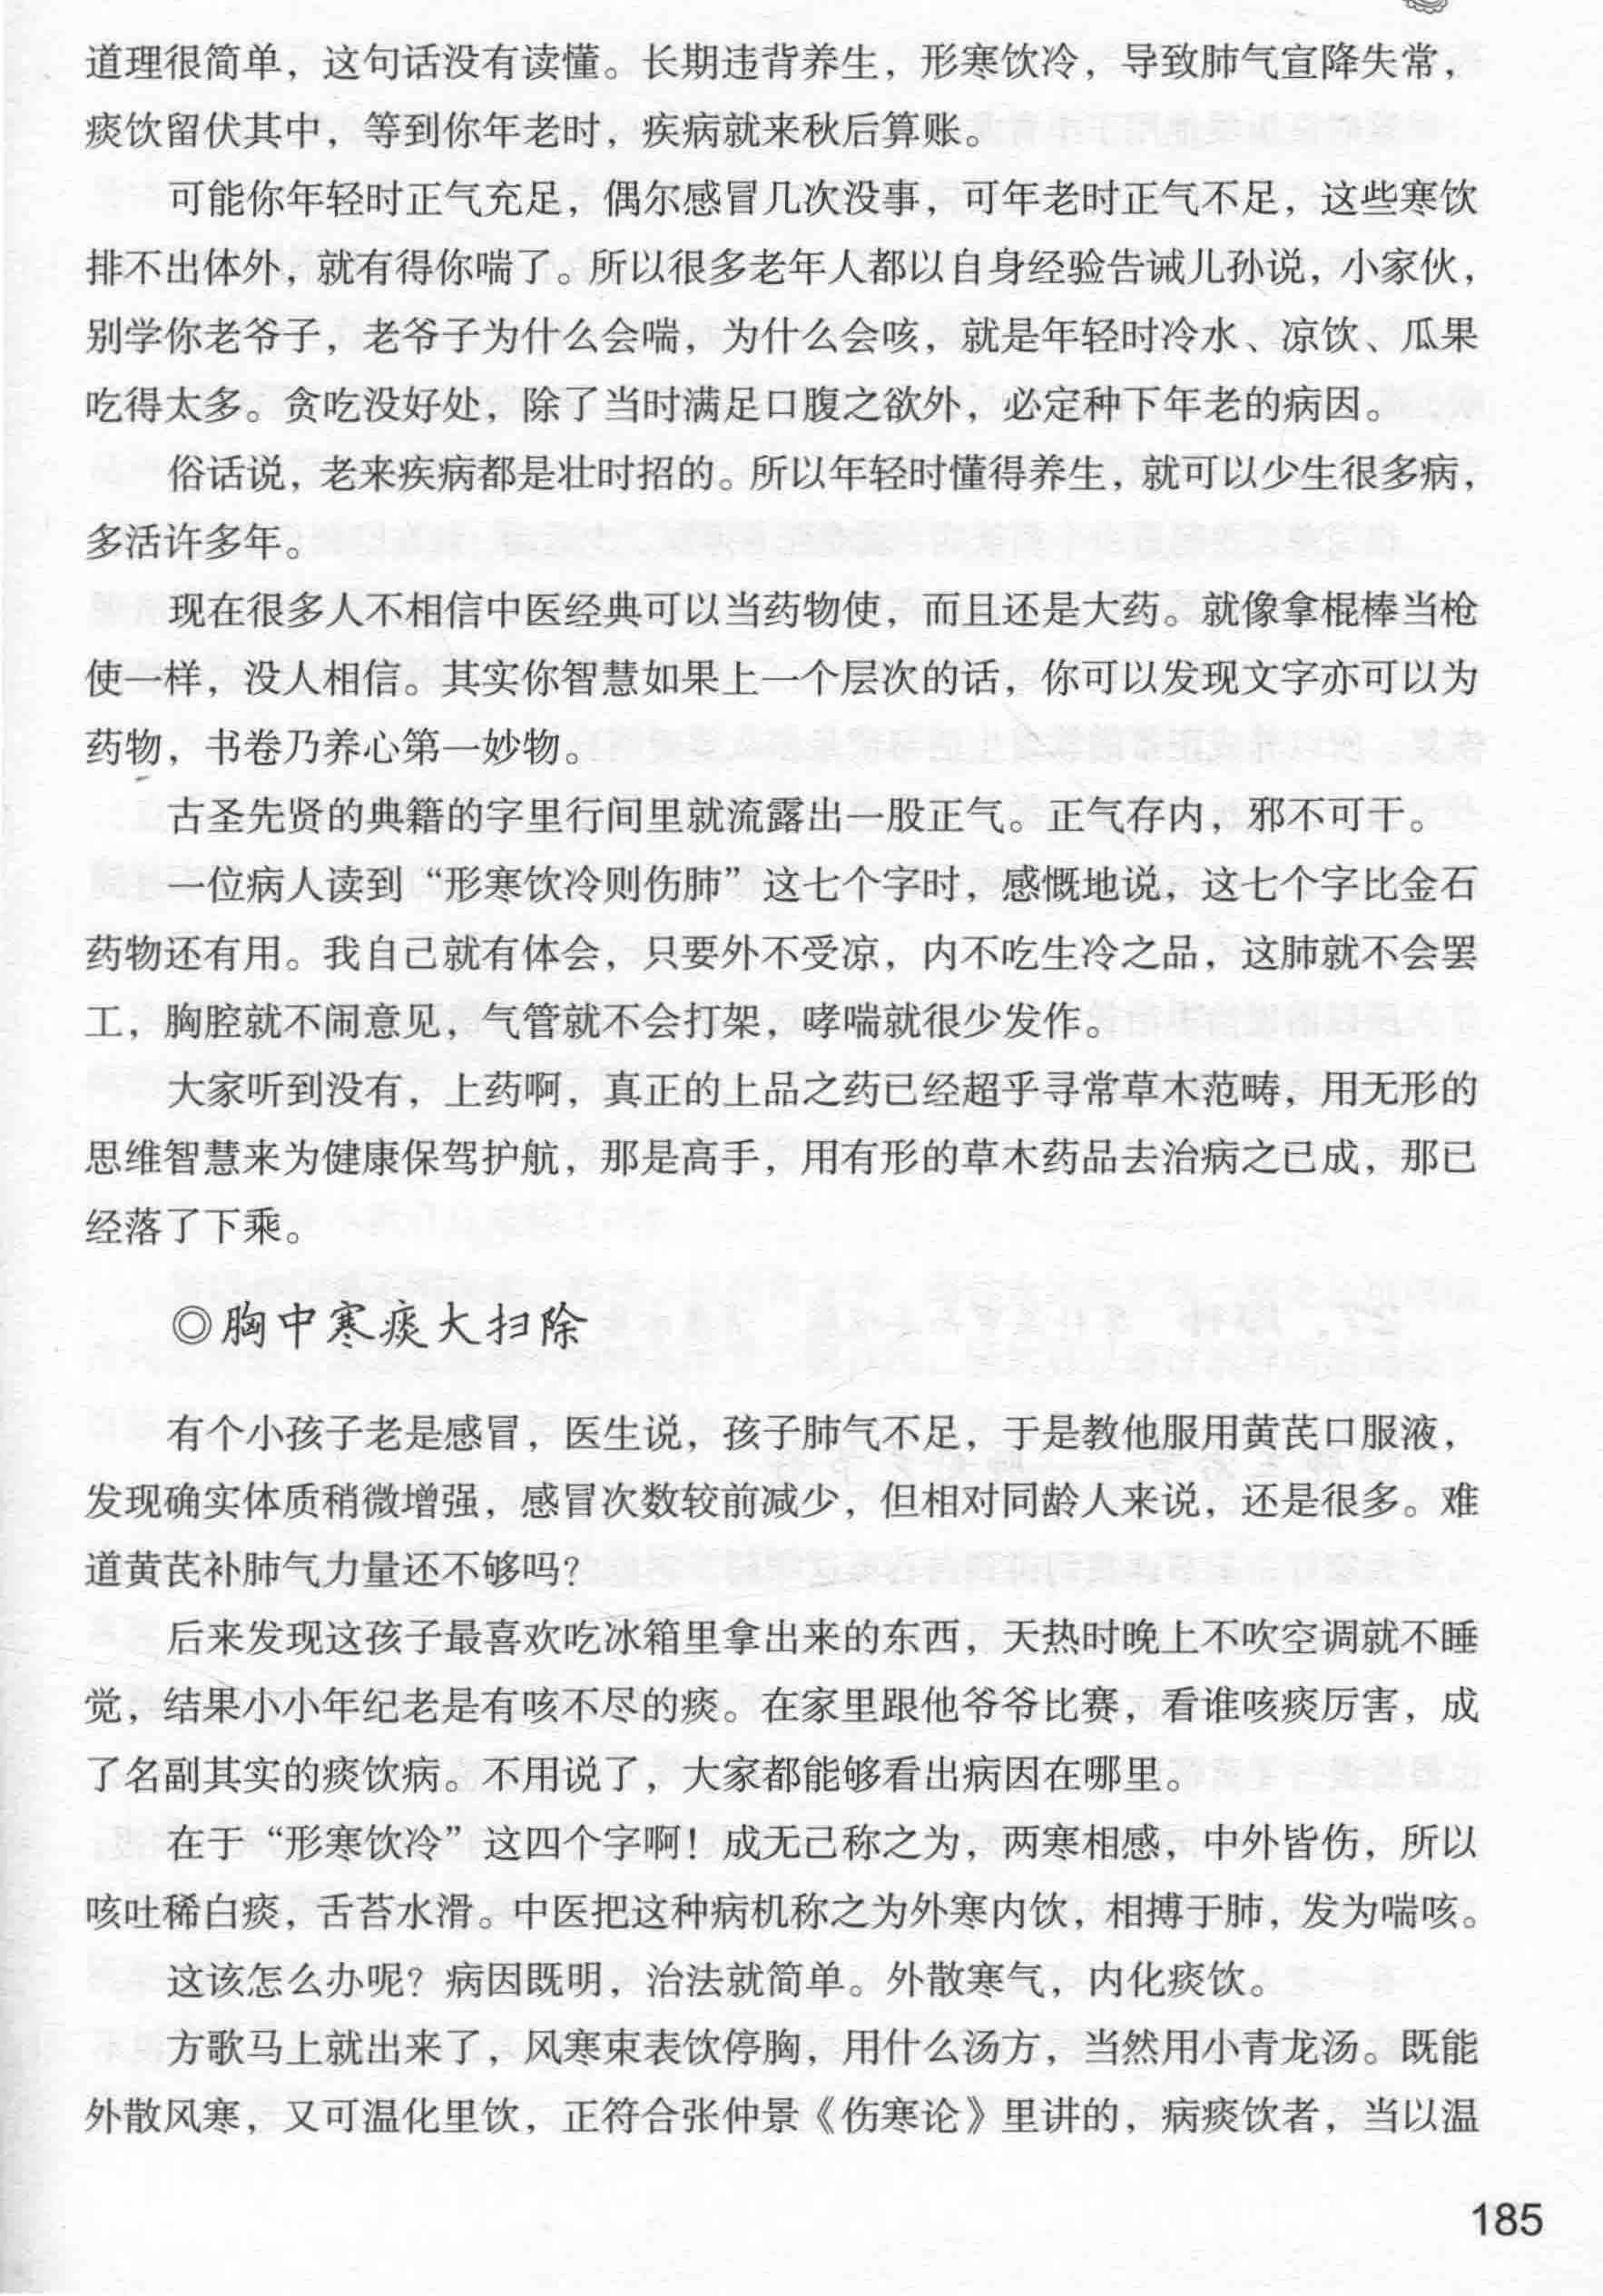 道理很简单，这句话没有读懂。长期违背养生，形寒饮冷，导致肺气宣降失常，
痰饮留伏其中，等到你年老时，疾病就来秋后算账。
可能你年轻时正气充足，偶尔感冒几次没事，可年老时正气不足，这些寒饮
排不出体外，就有得你喘了。所以很多老年人都以自身经验告诫儿孙说，小家伙，
别学你老爷子，老爷子为什么会喘，为什么会咳，就是年轻时冷水、凉饮、瓜果
吃得太多。贪吃没好处，除了当时满足口腹之欲外，必定种下年老的病因。
俗话说，老来疾病都是壮时招的。所以年轻时懂得养生，就可以少生很多病，
多活许多年。
现在很多人不相信中医经典可以当药物使，而且还是大药。就像拿棍棒当枪
使一样，没人相信。其实你智慧如果上一个层次的话，你可以发现文字亦可以为
药物，书卷乃养心第一妙物。
古圣先贤的典籍的字里行间里就流露出一股正气。正气存内，邪不可干。
一位病人读到“形寒饮冷则伤肺”这七个字时，感慨地说，这七个字比金石
药物还有用。我自己就有体会，只要外不受凉，内不吃生冷之品，这肺就不会罢
工，胸腔就不闹意见，气管就不会打架，哮喘就很少发作。
大家听到没有，上药啊，真正的上品之药已经超乎寻常草木范畴，用无形的
思维智慧来为健康保驾护航，那是高手，用有形的草木药品去治病之已成，那已
经落了下乘。
◎胸中寒痰大扫除
有个小孩子老是感冒，医生说，孩子肺气不足，于是教他服用黄芪口服液，
发现确实体质稍微增强，感冒次数较前减少，但相对同龄人来说，还是很多。难
道黄芪补肺气力量还不够吗？
后来发现这孩子最喜欢吃冰箱里拿出来的东西，天热时晚上不吹空调就不睡
觉，结果小小年纪老是有咳不尽的痰。在家里跟他爷爷比赛，看谁咳痰厉害，成
了名副其实的痰饮病。不用说了，大家都能够看出病因在哪里。
在于“形寒饮冷”这四个字啊！成无己称之为，两寒相感，中外皆伤，所以
咳吐稀白痰，舌苔水滑。中医把这种病机称之为外寒内饮，相搏于肺，发为喘咳。
这该怎么办呢？病因既明，治法就简单。外散寒气，内化痰饮。
方歌马上就出来了，风寒束表饮停胸，用什么汤方，当然用小青龙汤。既能
外散风寒，又可温化里饮，正符合张仲景《伤寒论》里讲的，病痰饮者，当以温
185